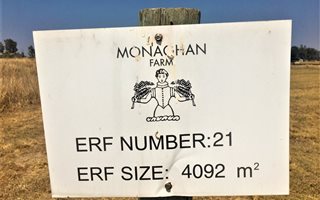 MONAGHAN
FARM
ERF NUMBER:21
ERF SIZE: 4092 m²